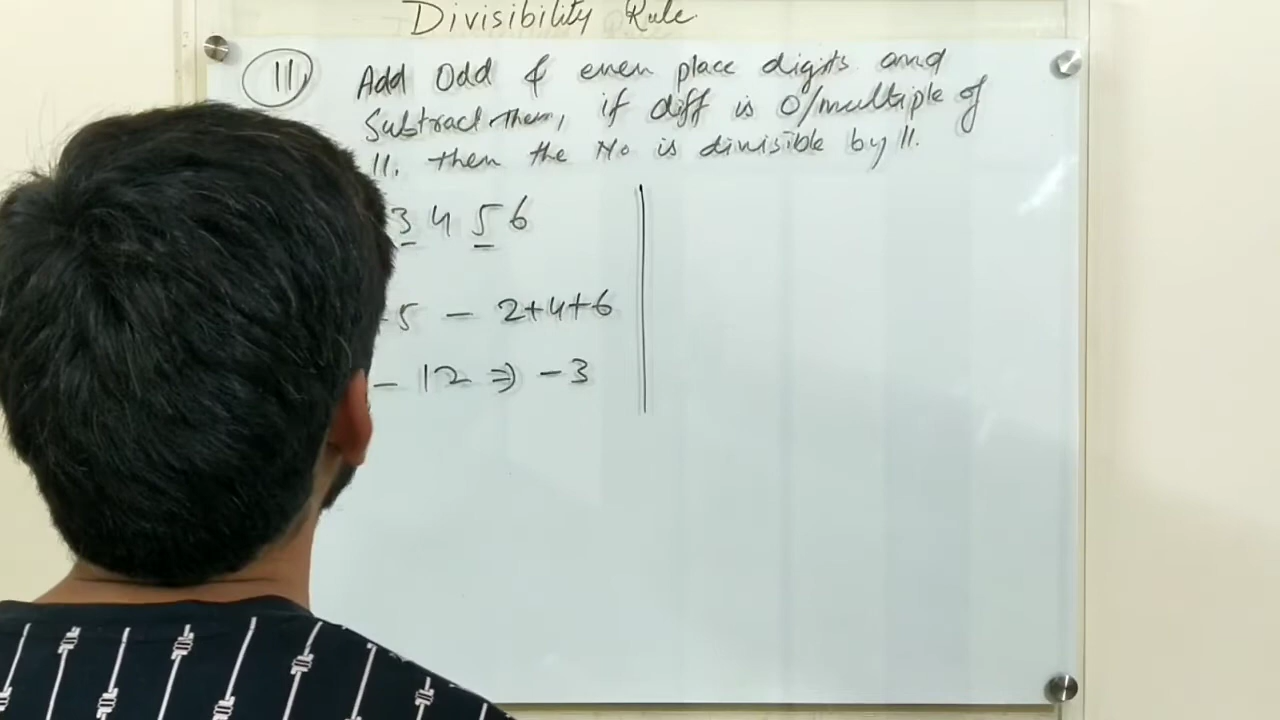 Divisibility Rule
11 Add Odd & even place digits and
Subtract them, if diff is 0/multiple of
11. then the No is divisible by 11.
3 4 5 6
5 - 2+4+6
- 12 ⇒ -3